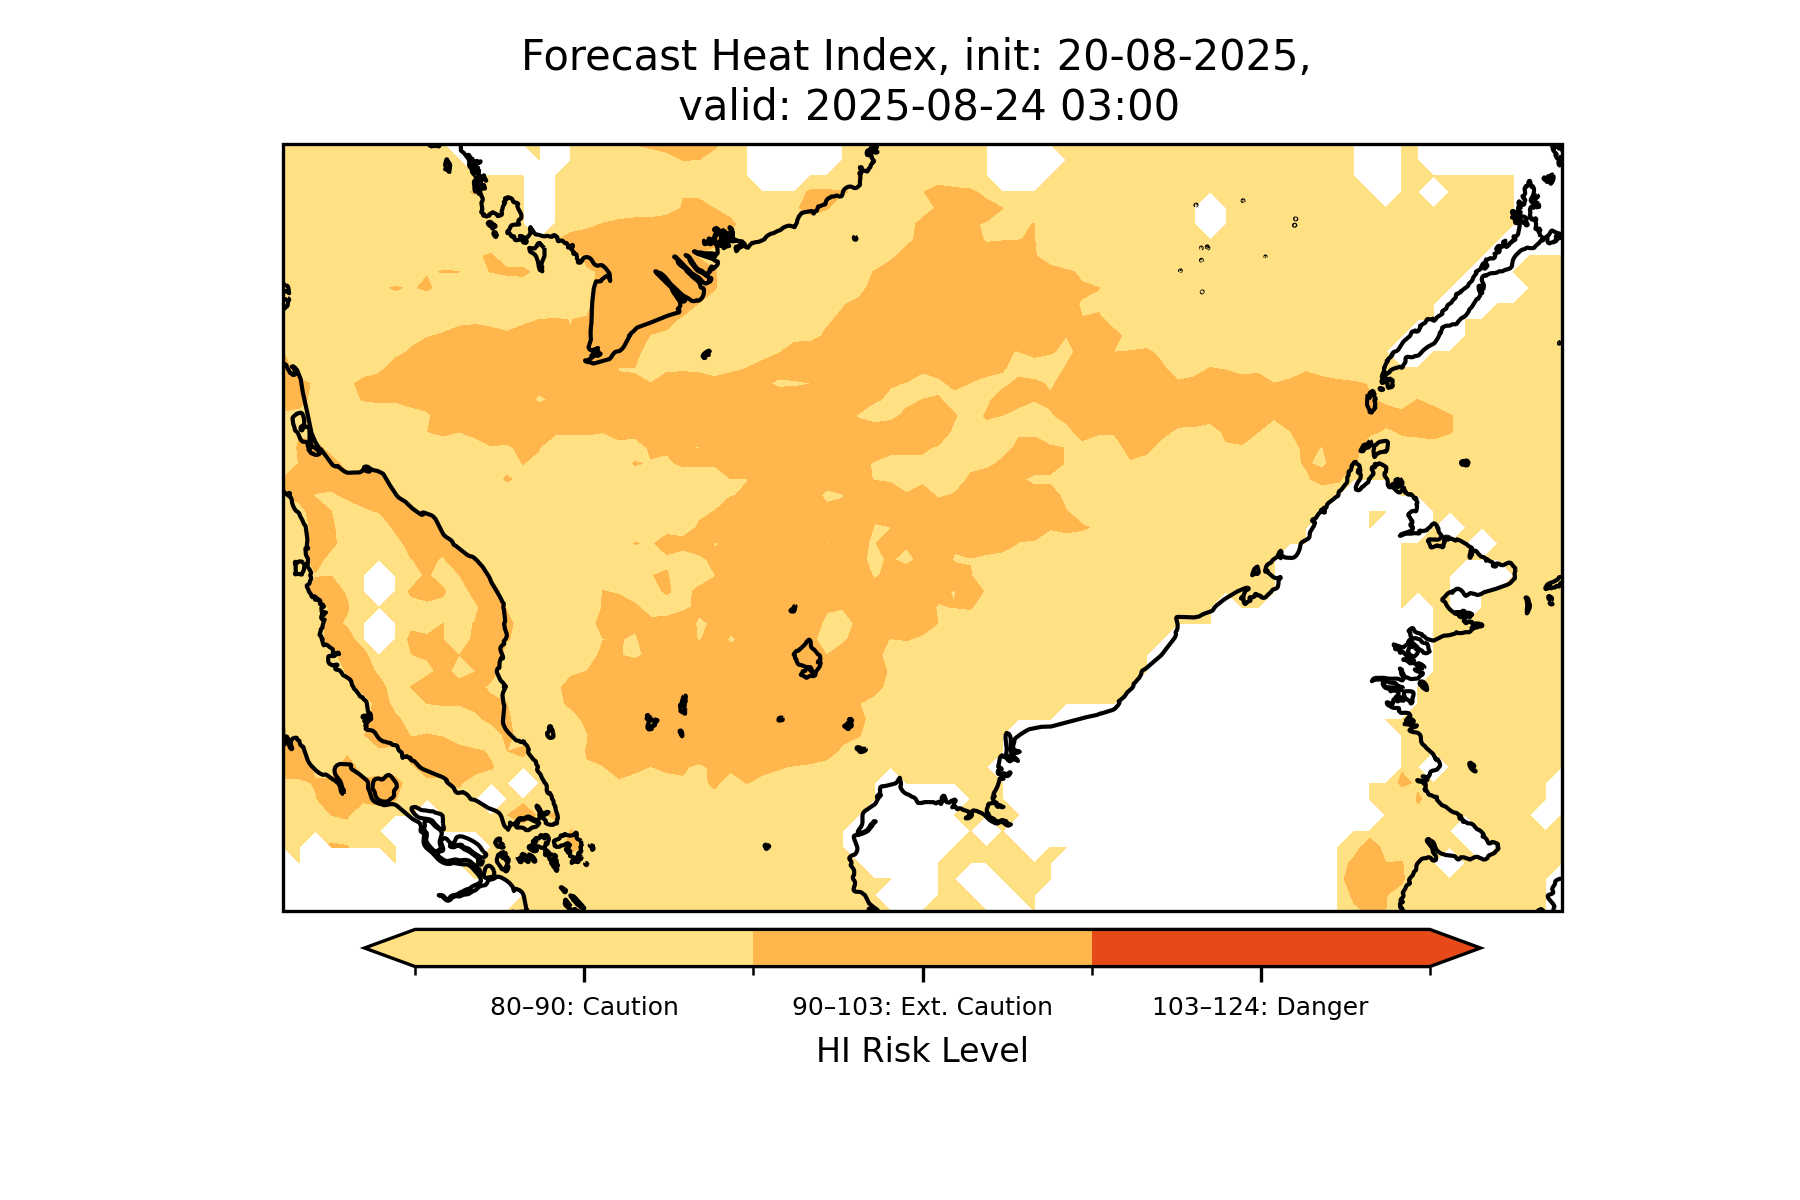 Forecast Heat Index, init: 20-08-2025,
valid: 2025-08-24 03:00
80–90: Caution
90–103: Ext. Caution
103–124: Danger
HI Risk Level